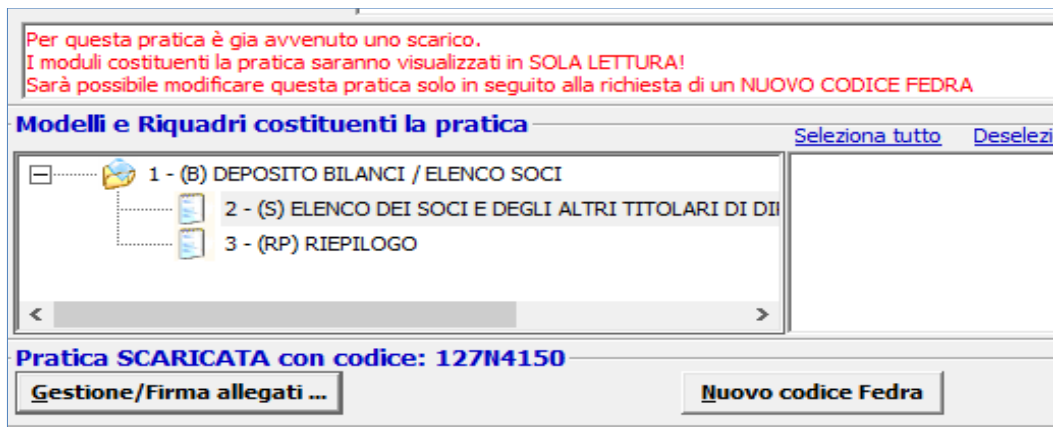 Per questa pratica è gia avvenuto uno scarico.
I moduli costituenti la pratica saranno visualizzati in SOLA LETTURA!
Sarà possibile modificare questa pratica solo in seguito alla richiesta di un NUOVO CODICE FEDRA
Modelli e Riquadri costituenti la pratica
Seleziona tutto Deselezi
1 - (B) DEPOSITO BILANCI / ELENCO SOCI
2 - (S) ELENCO DEI SOCI E DEGLI ALTRI TITOLARI DI
3 - (RP) RIEPILOGO
Pratica SCARICATA con codice: 127N4150
Gestione/Firma allegati ... Nuovo codice Fedra